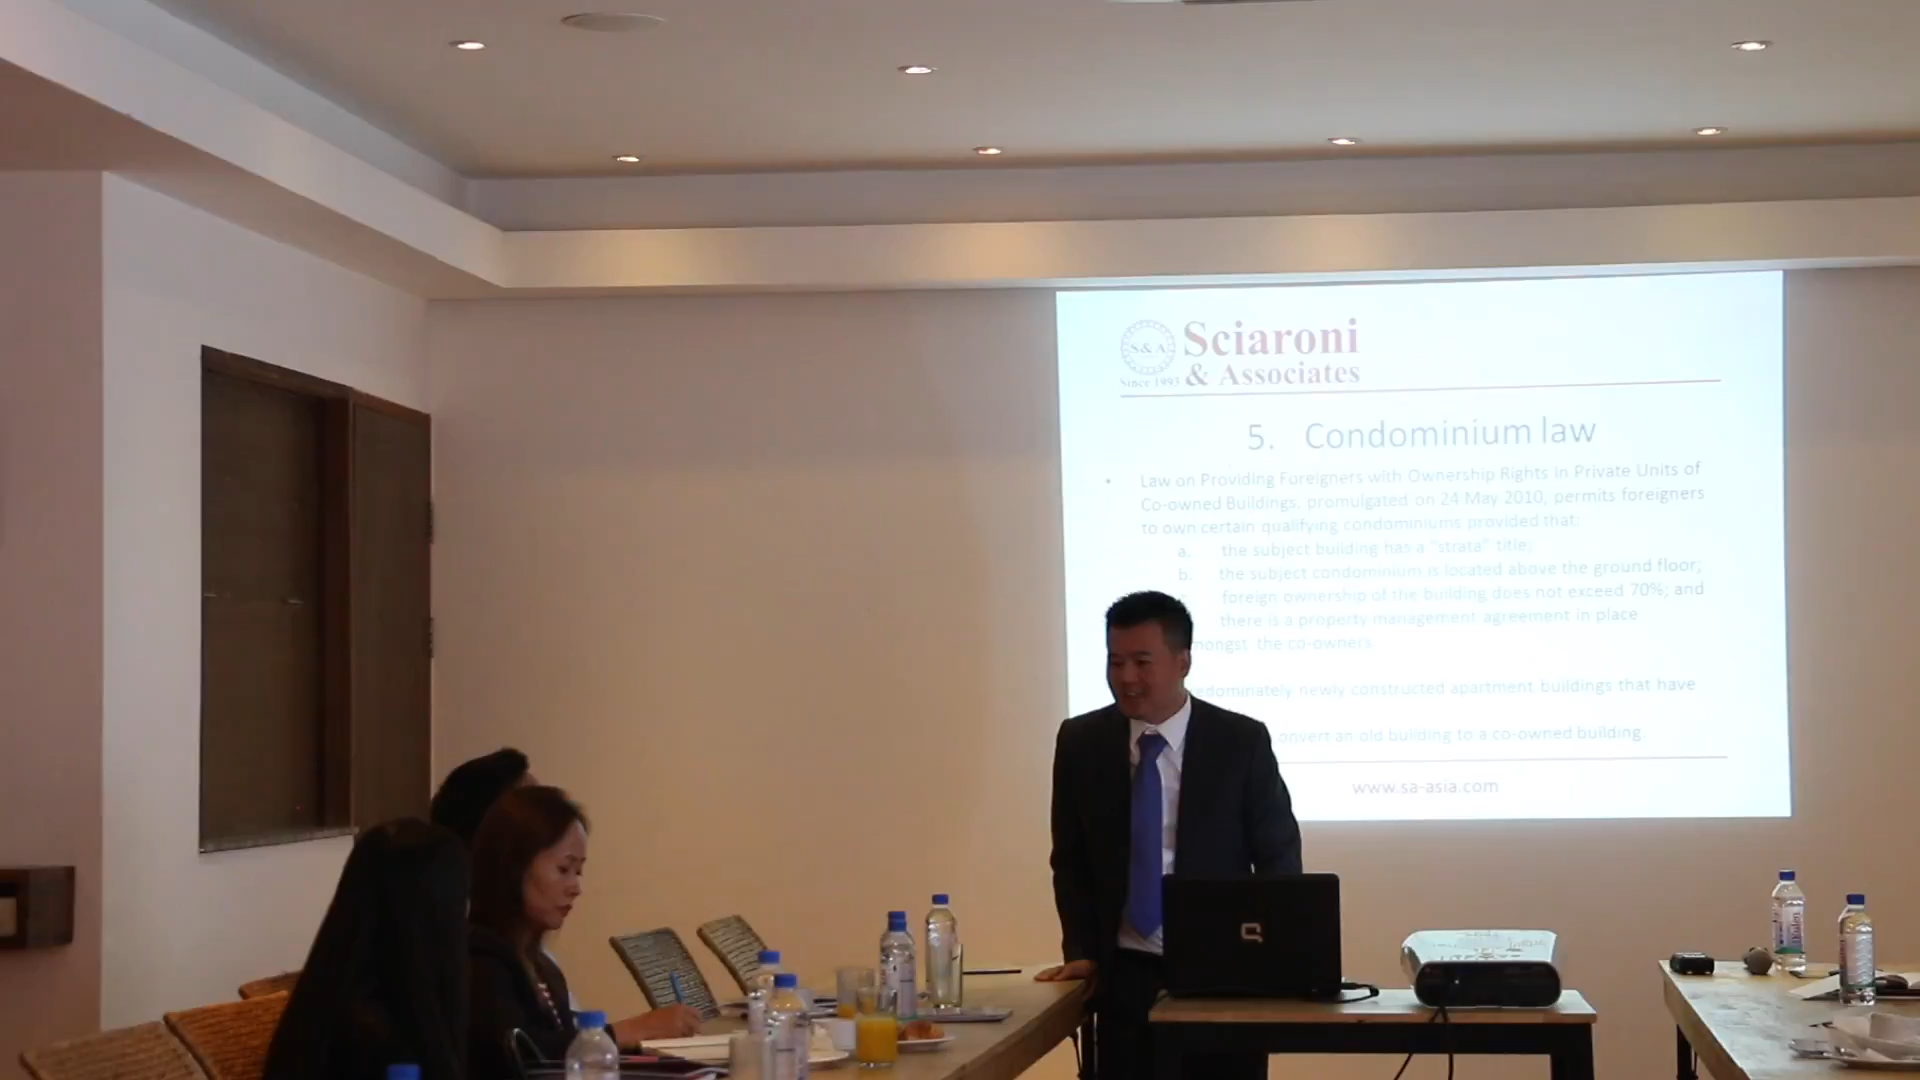 S&A
Since 1993
Sciaroni
& Associates
5. Condominium law
• Law on Providing Foreigners with Ownership Rights in Private Units of
Co-owned Buildings, promulgated on 24 May 2010, permits foreigners
to own certain qualifying condominiums provided that:
a. the subject building has a "strata" title;
b. the subject condominium is located above the ground floor;
c. foreign ownership of the building does not exceed 70%; and
there is a property management agreement in place
mongst the co-owners.
edominately newly constructed apartment buildings that have
onvert an old building to a co-owned building.
www.sa-asia.com